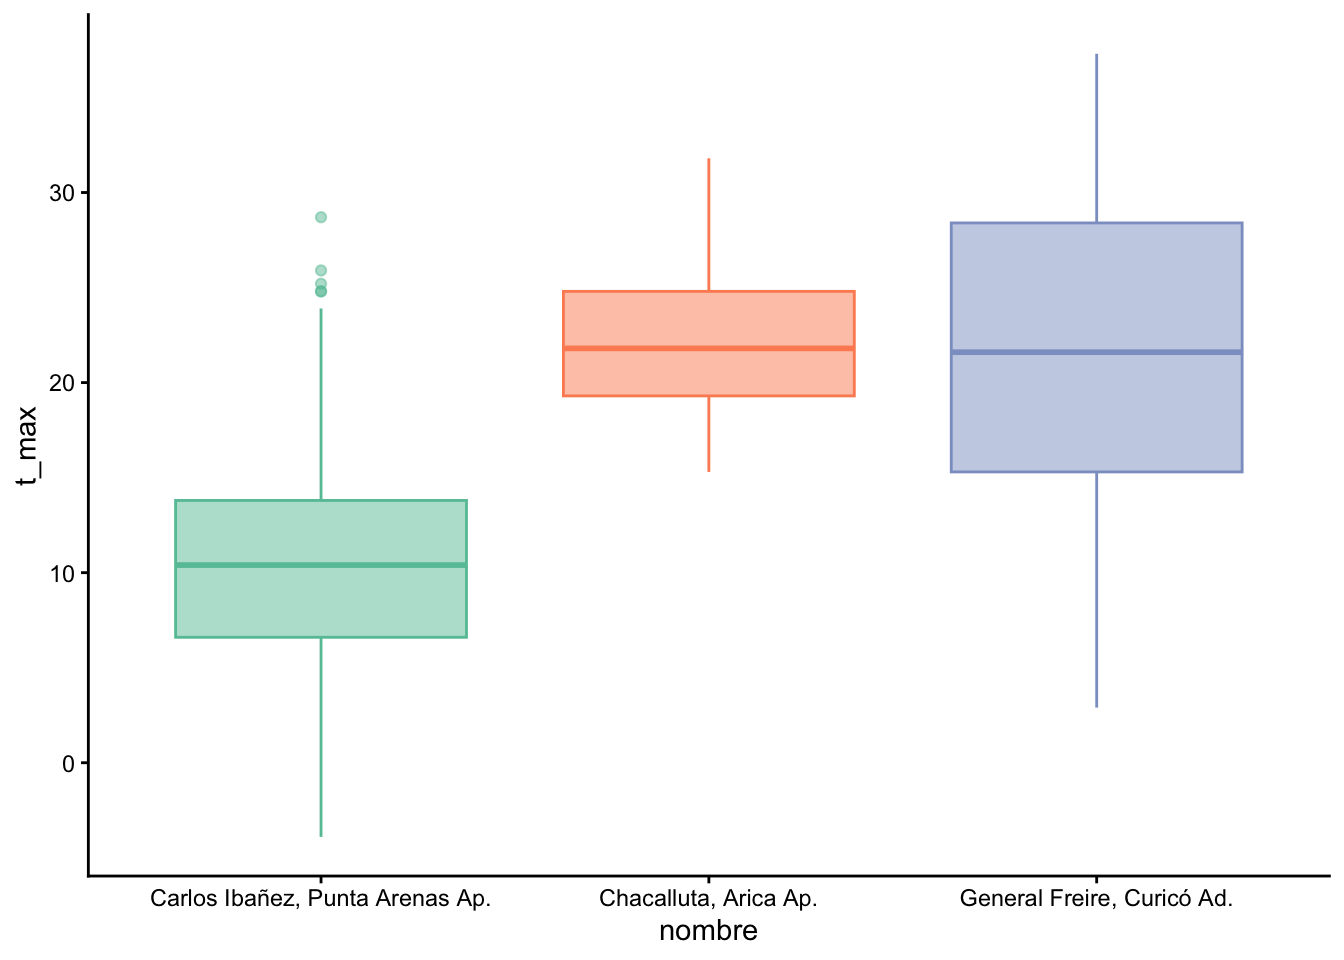 t_max
30
20
10
0
Carlos Ibañez, Punta Arenas Ap.
Chacalluta, Arica Ap.
General Freire, Curicó Ad.
nombre